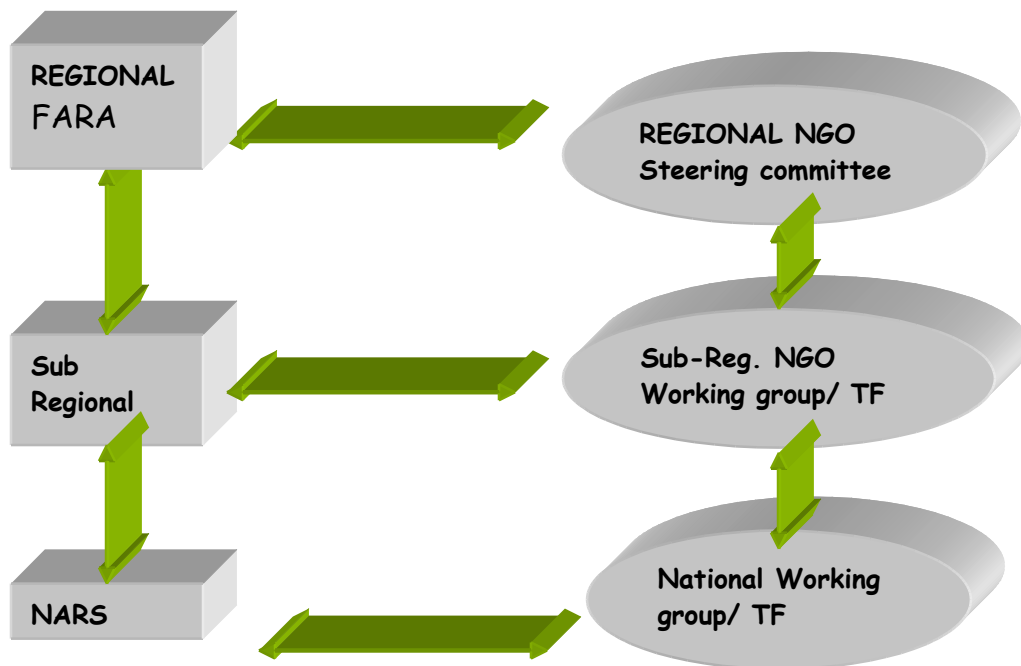 REGIONAL
FARA
REGIONAL NGO
Steering committee
Sub
Regional
Sub-Reg. NGO
Working group/ TF
NARS
National Working
group/ TF